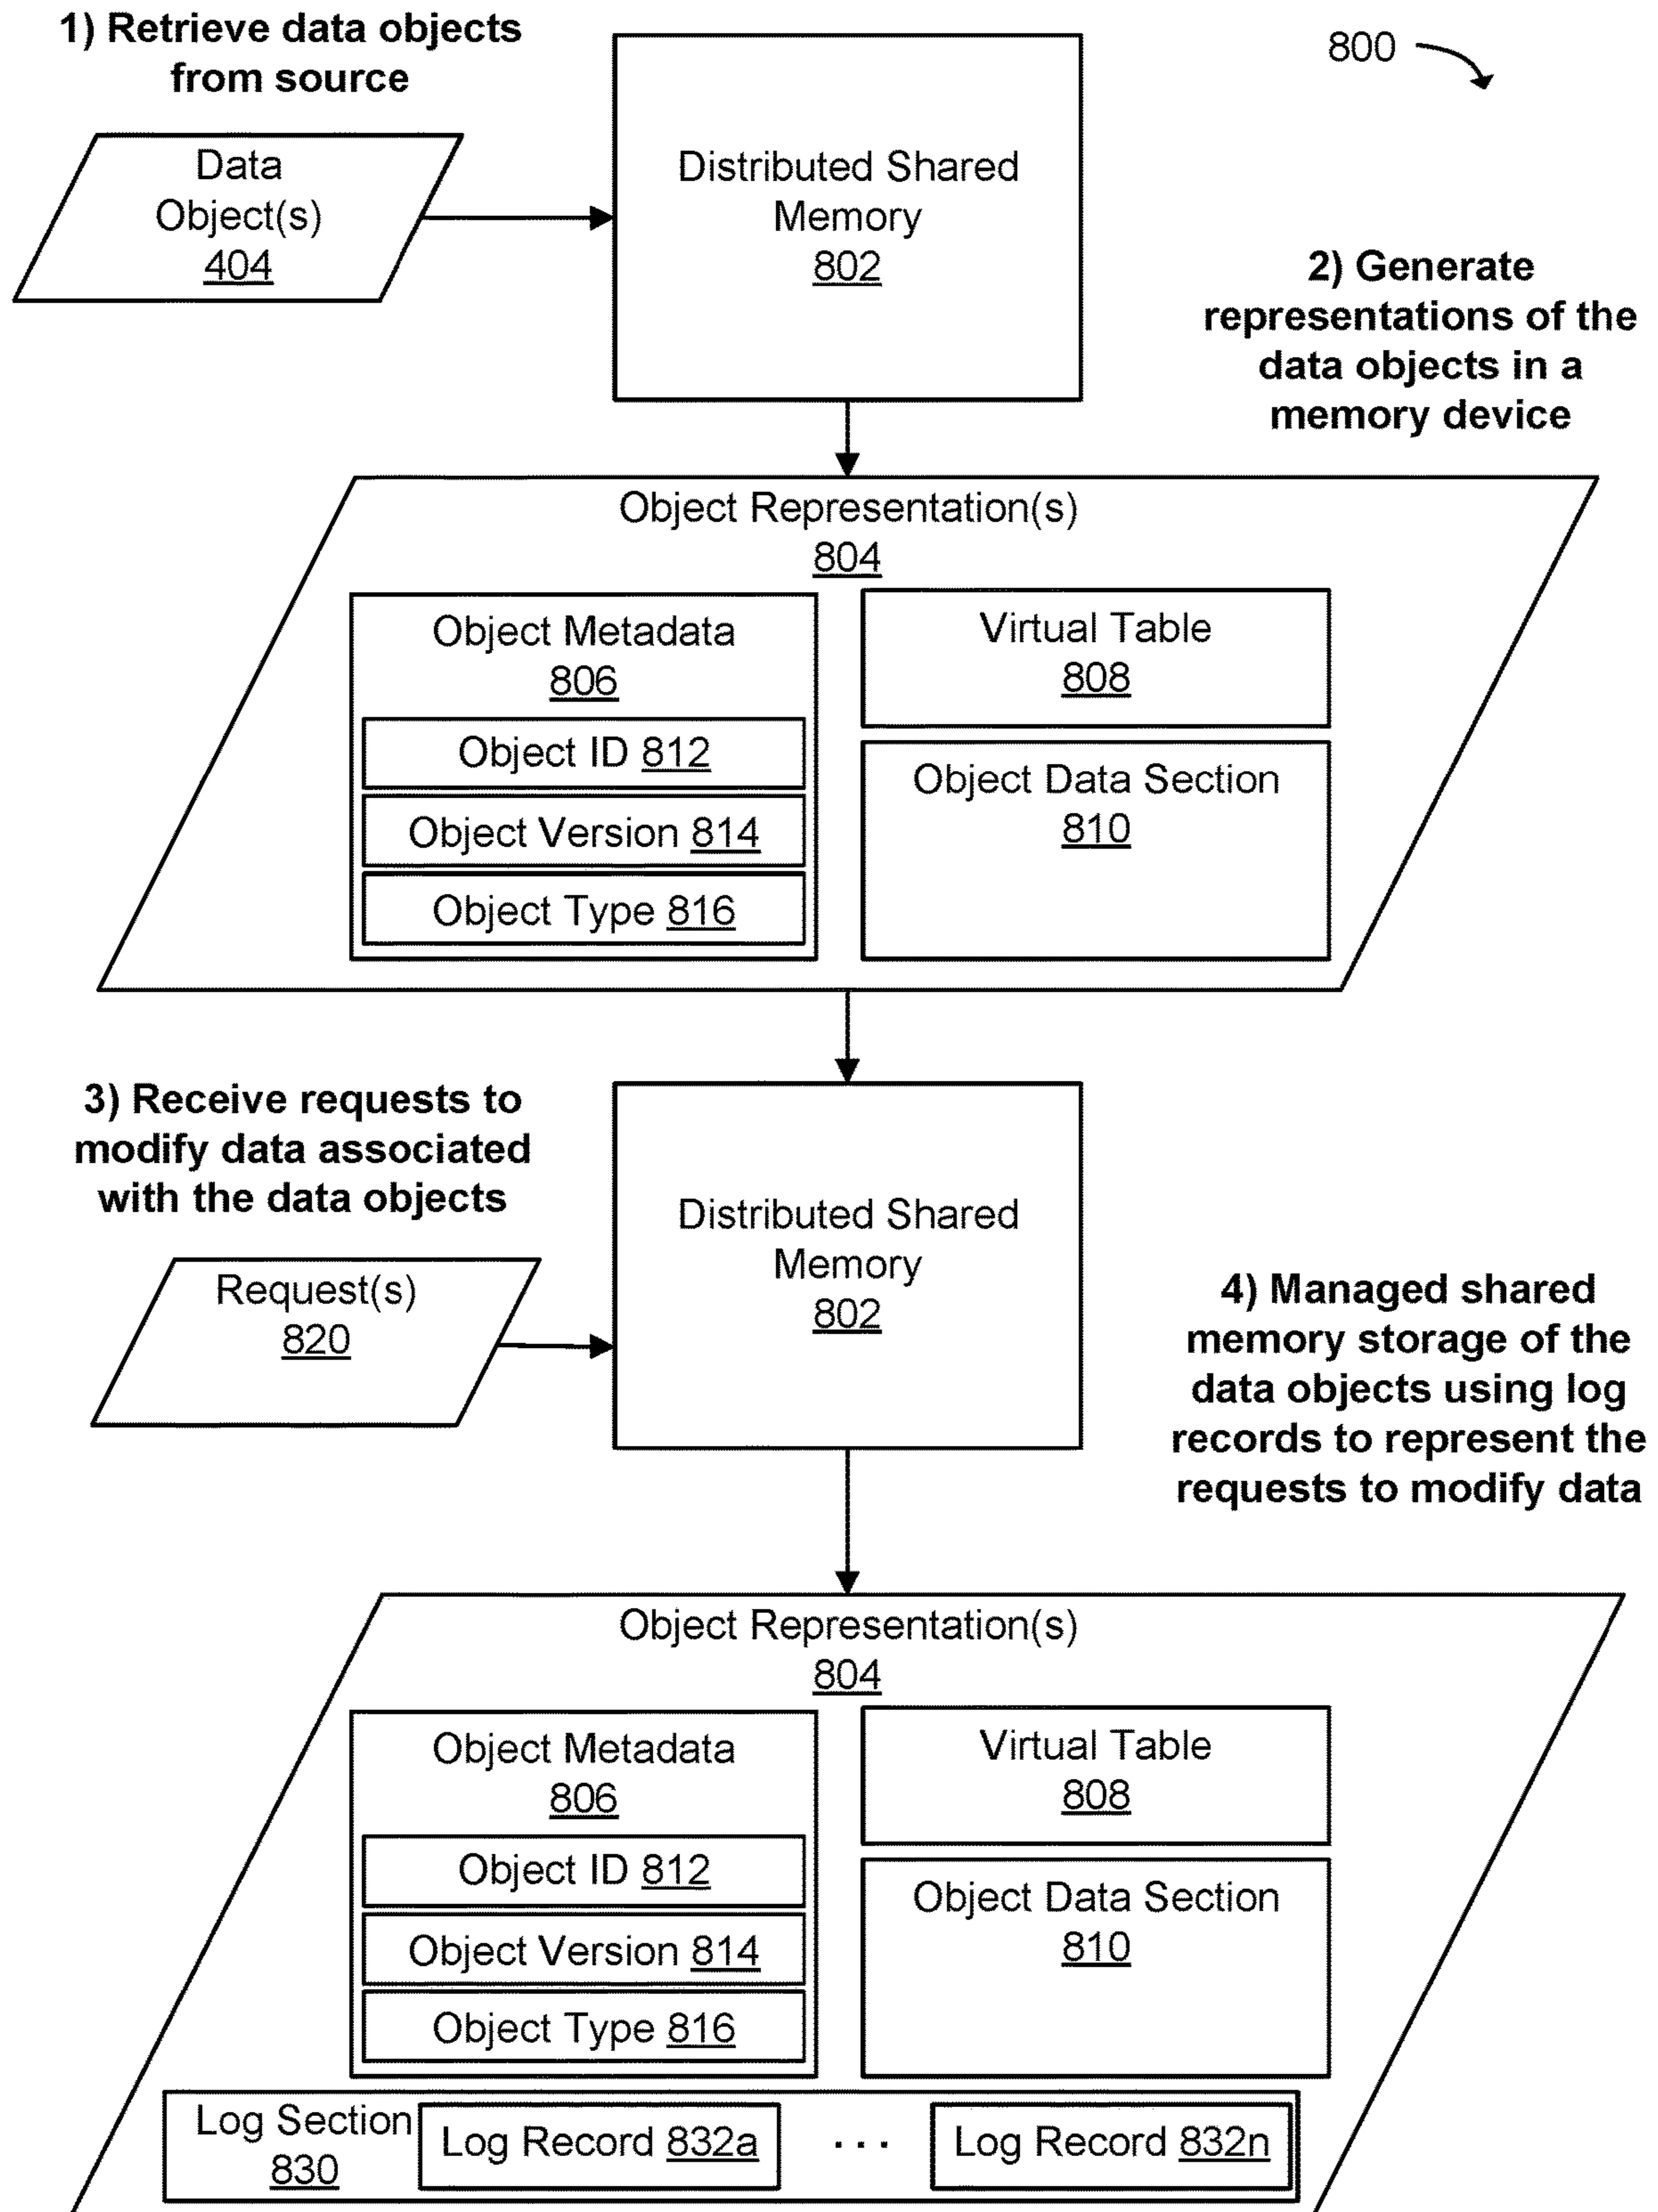 1) Retrieve data objects
from source
800
Data
Object(s)
404
Distributed Shared
Memory
802
2) Generate
representations of the
data objects in a
memory device
Object Representation(s)
804
Object Metadata
806
Object ID 812
Object Version 814
Object Type 816
Virtual Table
808
Object Data Section
810
3) Receive requests to
modify data associated
with the data objects
Request(s)
820
Distributed Shared
Memory
802
4) Managed shared
memory storage of the
data objects using log
records to represent the
requests to modify data
Object Representation(s)
804
Object Metadata
806
Object ID 812
Object Version 814
Object Type 816
Virtual Table
808
Object Data Section
810
Log Section
830
Log Record 832a
...
Log Record 832n